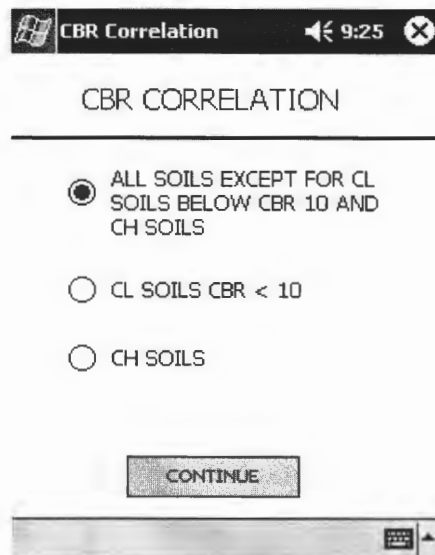 CBR Correlation 9:25
CBR CORRELATION
ALL SOILS EXCEPT FOR CL
SOILS BELOW CBR 10 AND
CH SOILS
CL SOILS CBR < 10
CH SOILS
CONTINUE